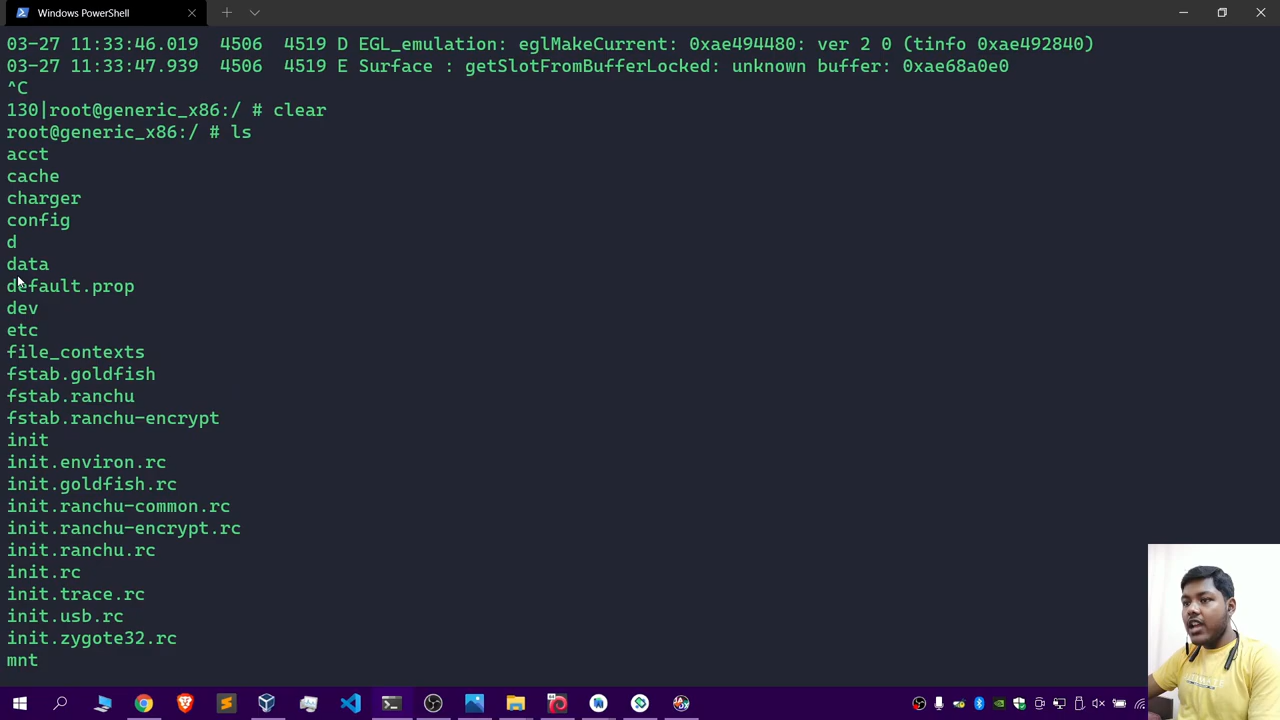 Windows PowerShell
03-27 11:33:46.019  4506  4519 D EGL_emulation: eglMakeCurrent: 0xae494480: ver 2 0 (tinfo 0xae492840)
03-27 11:33:47.939  4506  4519 E Surface : getSlotFromBufferLocked: unknown buffer: 0xae68a0e0
^C
130|root@generic_x86:/ # clear
root@generic_x86:/ # ls
acct
cache
charger
config
d
data
default.prop
dev
etc
file_contexts
fstab.goldfish
fstab.ranchu
fstab.ranchu-encrypt
init
init.environ.rc
init.goldfish.rc
init.ranchu-common.rc
init.ranchu-encrypt.rc
init.ranchu.rc
init.rc
init.trace.rc
init.usb.rc
init.zygote32.rc
mnt